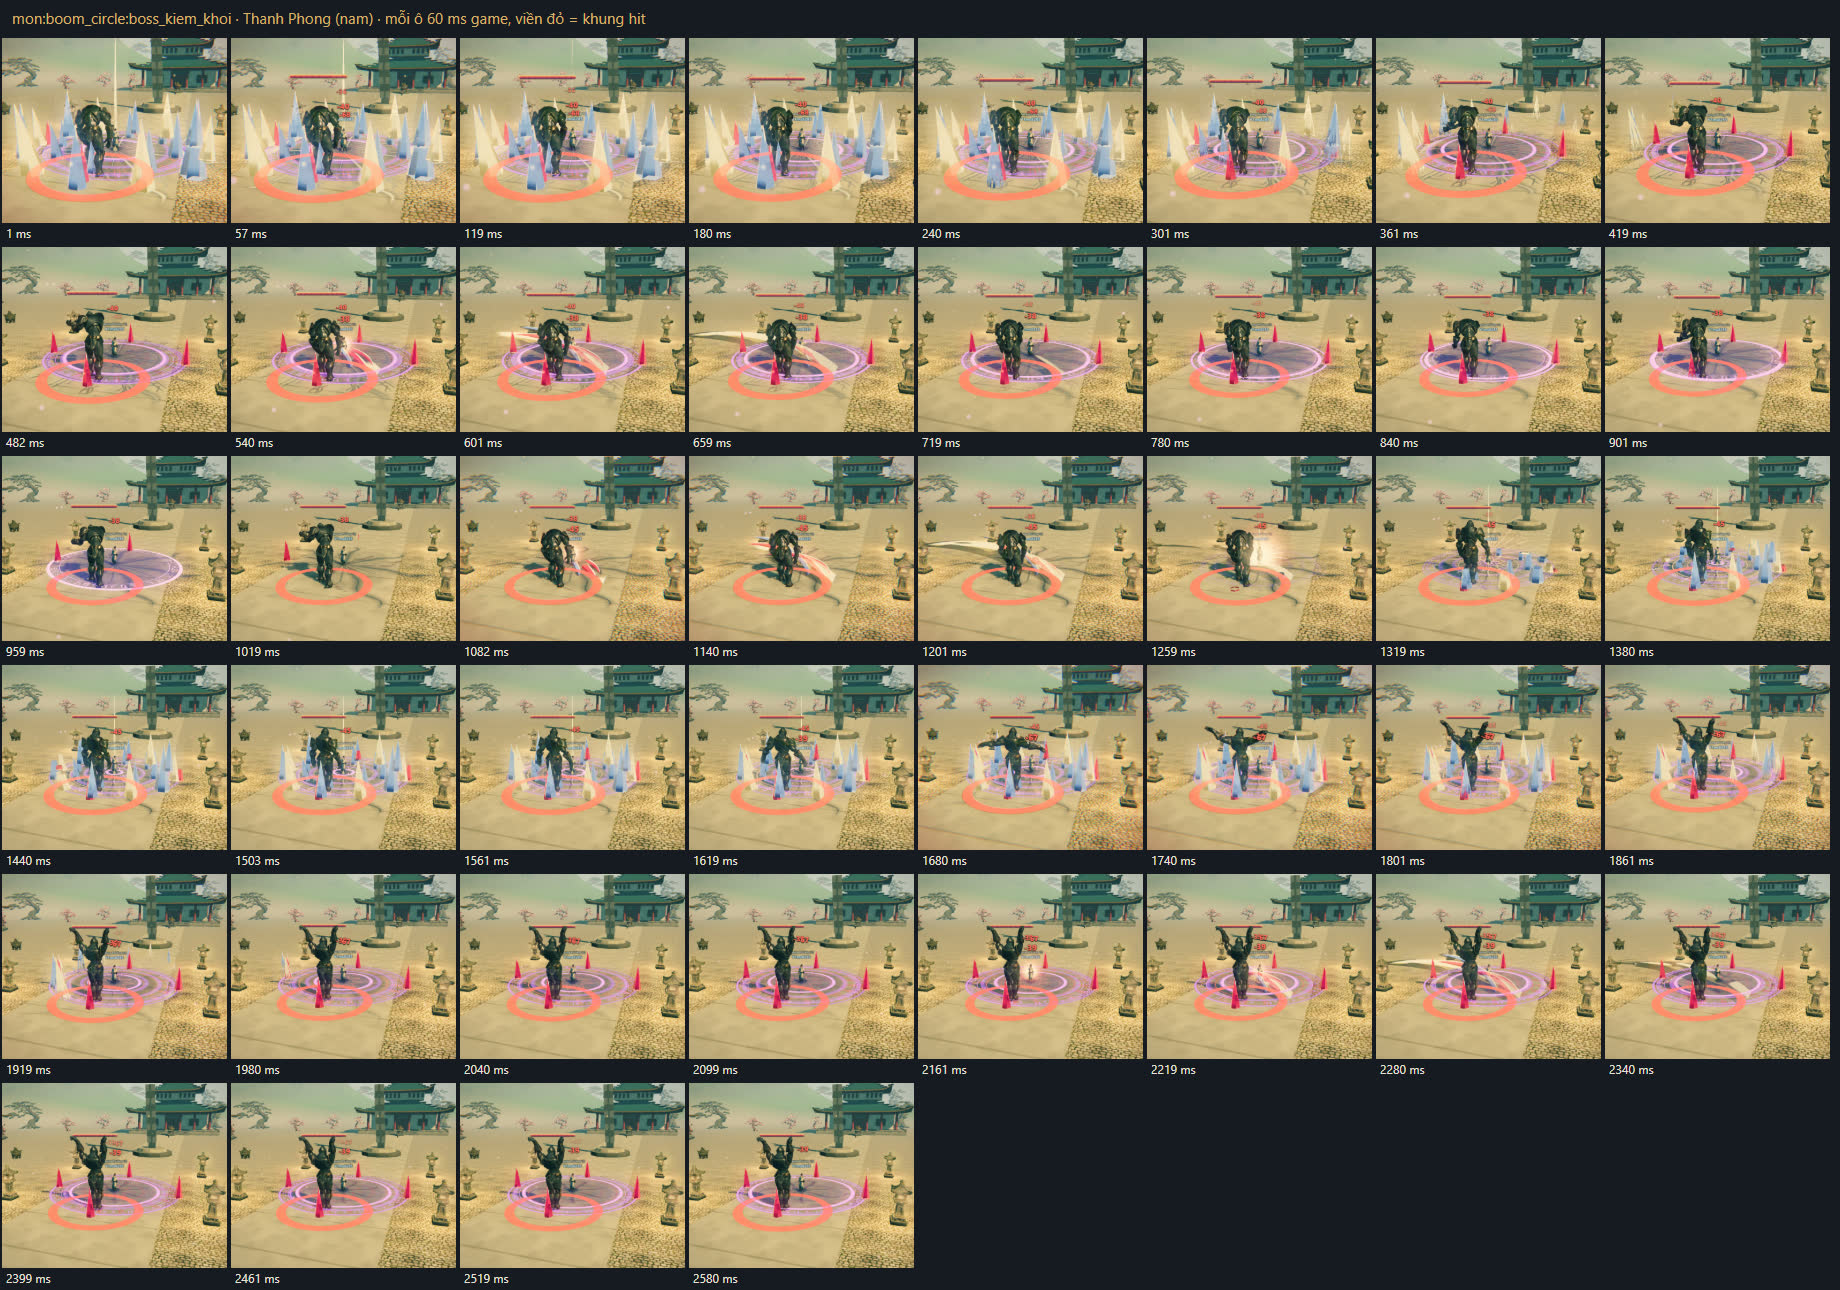 mon:boom_circle:boss_kiem_khoi · Thanh Phong (nam) · mỗi ô 60 ms game, viền đỏ = khung hit
1 ms
57 ms
119 ms
180 ms
240 ms
301 ms
361 ms
419 ms
482 ms
540 ms
601 ms
659 ms
719 ms
780 ms
840 ms
901 ms
959 ms
1019 ms
1082 ms
1140 ms
1201 ms
1259 ms
1319 ms
1380 ms
1440 ms
1503 ms
1561 ms
1619 ms
1680 ms
1740 ms
1801 ms
1861 ms
1919 ms
1980 ms
2040 ms
2099 ms
2161 ms
2219 ms
2280 ms
2340 ms
2399 ms
2461 ms
2519 ms
2580 ms